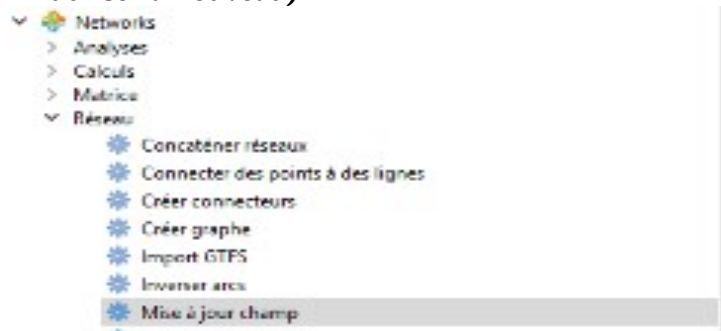 Networks
Analyses
Calculs
Matrice
Réseau
Concaténer réseaux
Connecter des points à des lignes
Créer connecteurs
Créer graphe
Import GTFS
Inverser arcs
Mise à jour champ